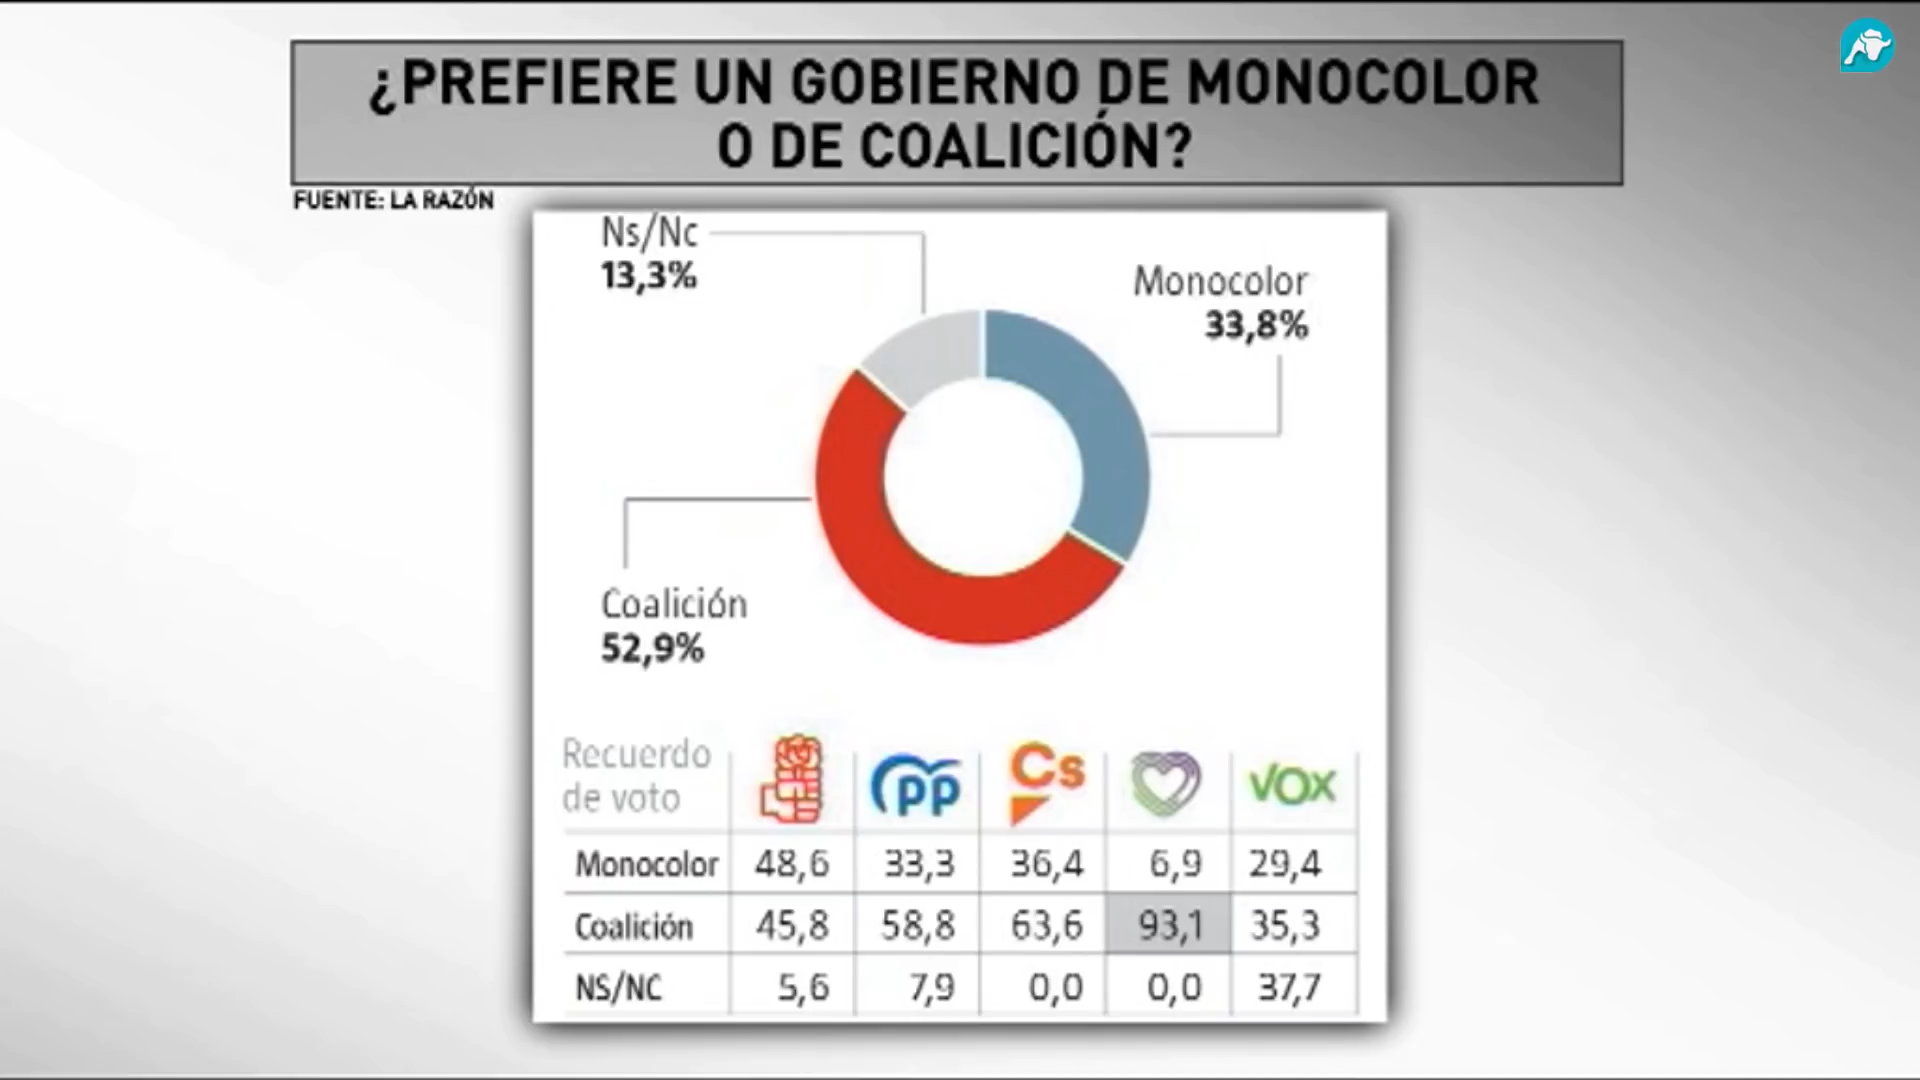 ¿PREFIERE UN GOBIERNO DE MONOCOLOR
O DE COALICIÓN?
FUENTE: LA RAZÓN
Ns/Nc
13,3%
Monocolor
33,8%
Coalición
52,9%
Recuerdo
de voto
pp
Cs
VOX
Monocolor 48,6 33,3 36,4 6,9 29,4
Coalición 45,8 58,8 63,6 93,1 35,3
NS/NC 5,6 7,9 0,0 0,0 37,7